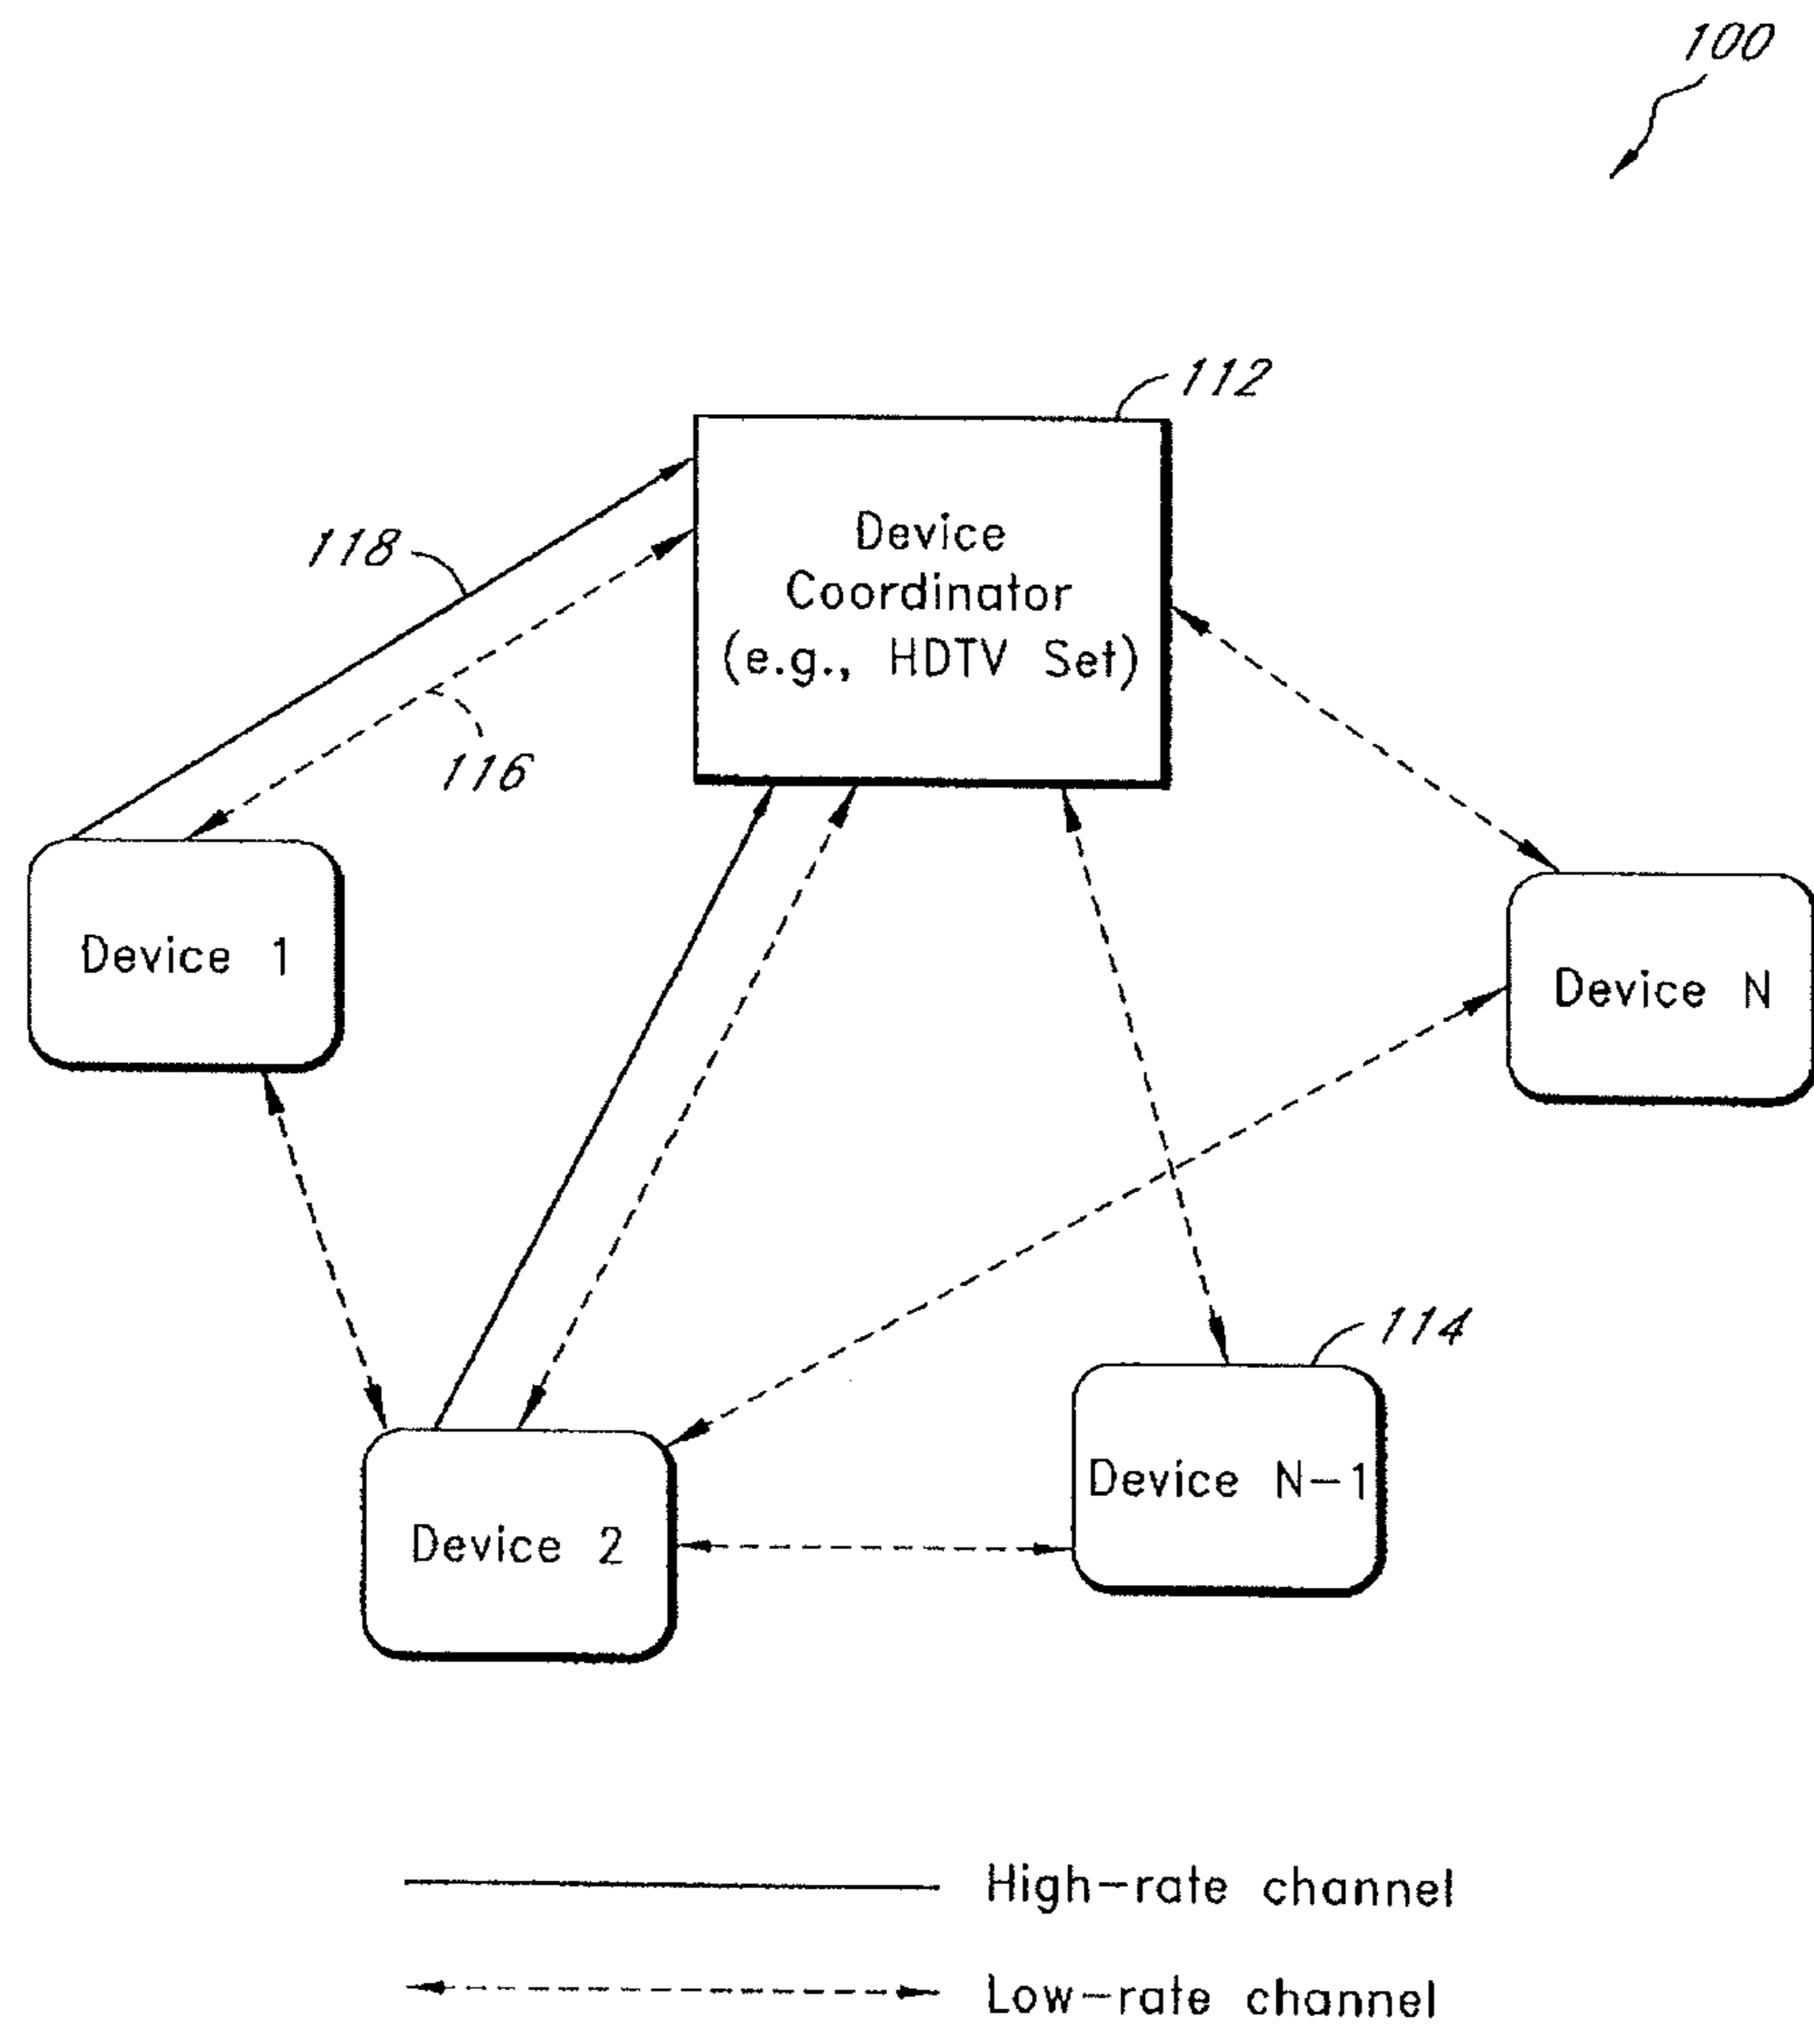 100
112
Device
Coordinator
(e.g., HDTV Set)
118
116
Device 1
Device N
114
Device N-1
Device 2
High-rate channel
Low-rate channel